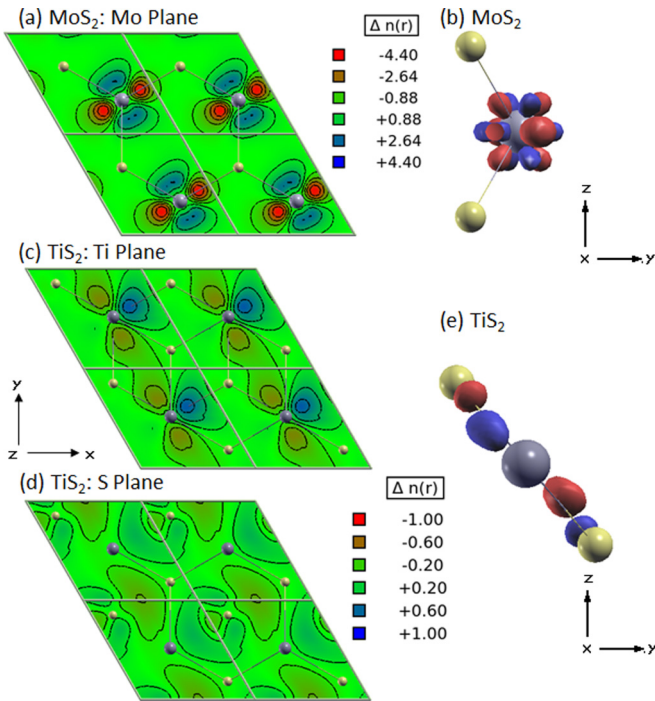 (a) MoS₂: Mo Plane
Δ n(r)
-4.40
-2.64
-0.88
+0.88
+2.64
+4.40
(b) MoS₂
z
x
y
(c) TiS₂: Ti Plane
y
z
x
(d) TiS₂: S Plane
Δ n(r)
-1.00
-0.60
-0.20
+0.20
+0.60
+1.00
(e) TiS₂
z
x
y